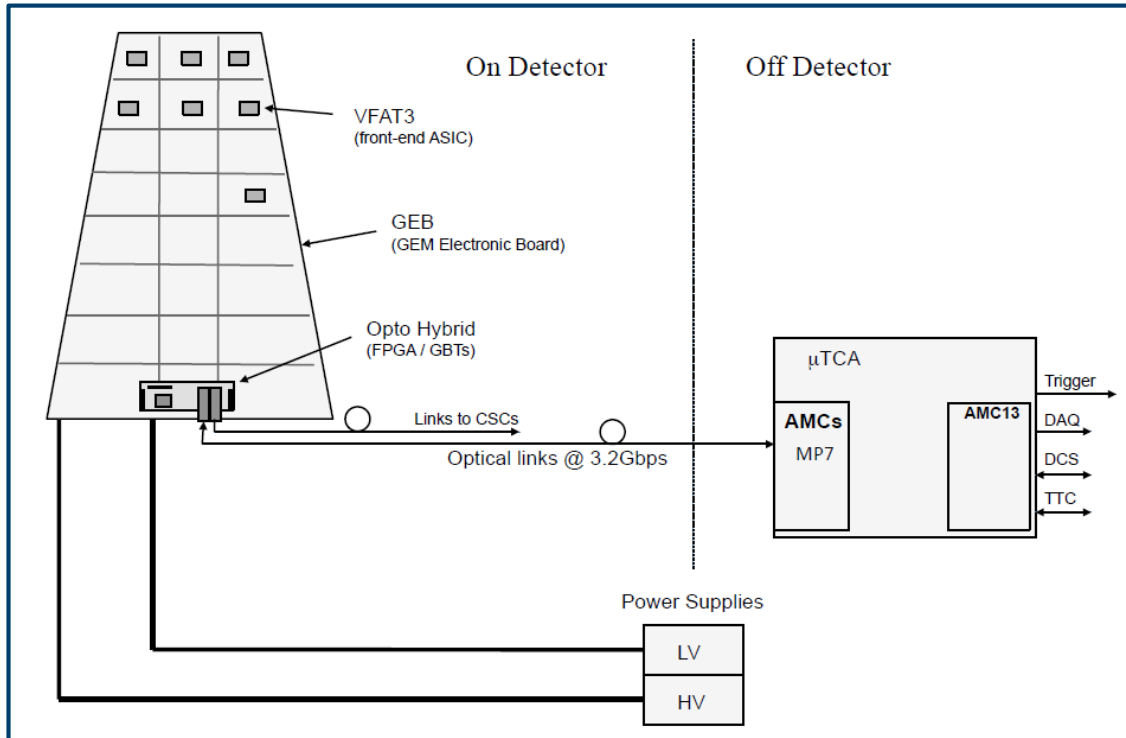 On Detector
Off Detector
VFAT3
(front-end ASIC)
GEB
(GEM Electronic Board)
Opto Hybrid
(FPGA / GBTs)
Links to CSCs
Optical links @ 3.2Gbps
μTCA
AMCs
MP7
AMC13
Trigger
DAQ
DCS
TTC
Power Supplies
LV
HV